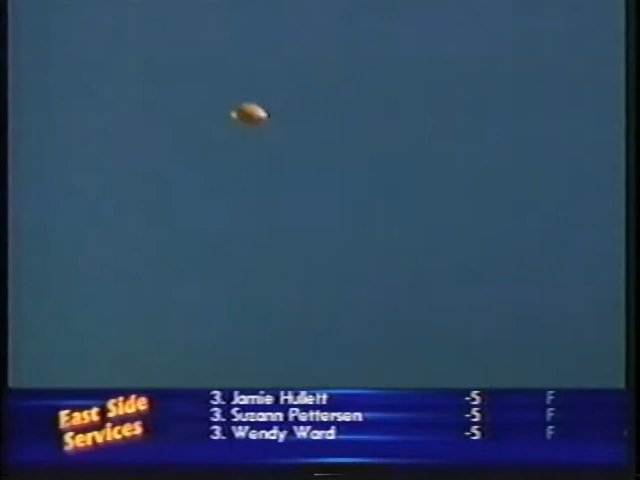 East Side
Services
3. Jamie Hullett -5 F
3. Suzann Pettersen -5 F
3. Wendy Ward -5 F